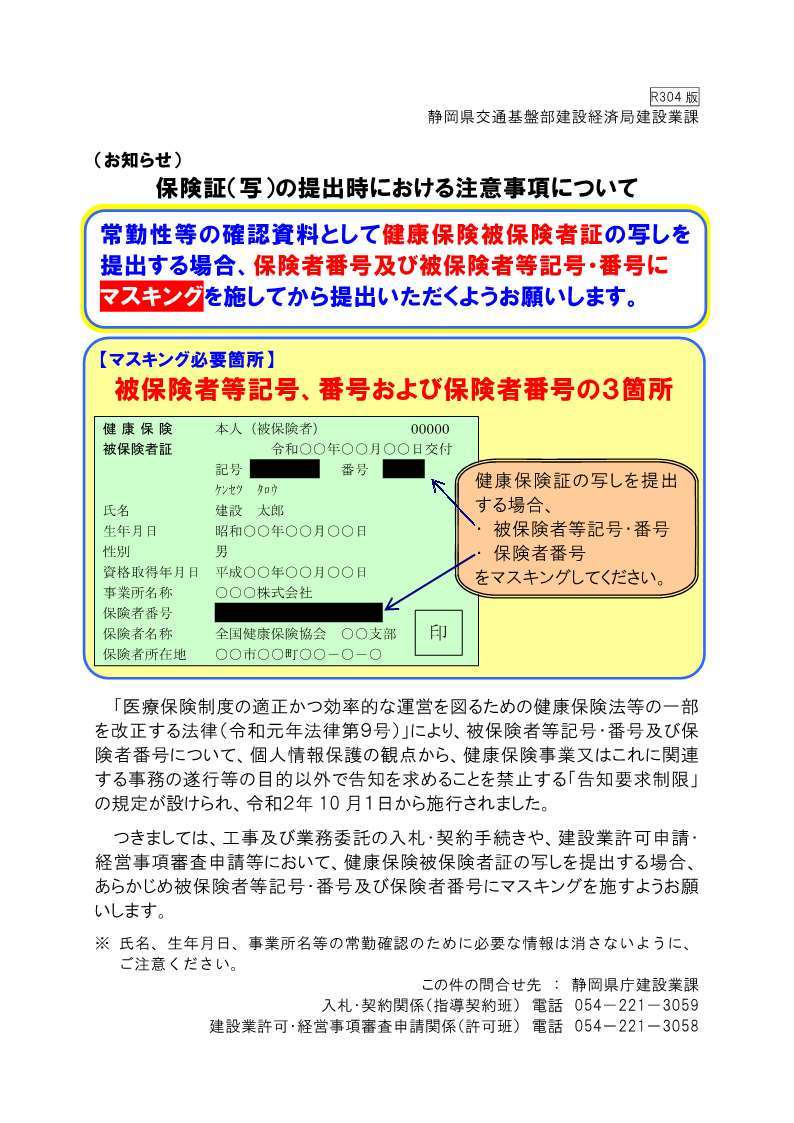 R304 版
静岡県交通基盤部建設経済局建設業課
（お知らせ）
保険証（写）の提出時における注意事項について
常勤性等の確認資料として健康保険被保険者証の写しを
提出する場合、保険者番号及び被保険者等記号・番号に
マスキングを施してから提出いただくようお願いします。
【マスキング必要箇所】
被保険者等記号、番号および保険者番号の３箇所
健 康 保 険　本人（被保険者）　00000
被保険者証　令和〇〇年〇〇月〇〇日交付
記号　番号
ｹﾝｾﾂ　ﾀﾛｳ
氏名　建設　太郎
生年月日　昭和〇〇年〇〇月〇〇日
性別　男
資格取得年月日　平成〇〇年〇〇月〇〇日
事業所名称　〇〇〇株式会社
保険者番号
保険者名称　全国健康保険協会　〇〇支部
保険者所在地　〇〇市〇〇町〇〇－〇－〇
印
健康保険証の写しを提出
する場合、
・ 被保険者等記号・番号
・ 保険者番号
をマスキングしてください。
「医療保険制度の適正かつ効率的な運営を図るための健康保険法等の一部
を改正する法律（令和元年法律第９号）」により、被保険者等記号・番号及び保
険者番号について、個人情報保護の観点から、健康保険事業又はこれに関連
する事務の遂行等の目的以外で告知を求めることを禁止する「告知要求制限」
の規定が設けられ、令和２年 10 月１日から施行されました。
つきましては、工事及び業務委託の入札・契約手続きや、建設業許可申請・
経営事項審査申請等において、健康保険被保険者証の写しを提出する場合、
あらかじめ被保険者等記号・番号及び保険者番号にマスキングを施すようお願
いします。
※ 氏名、生年月日、事業所名等の常勤確認のために必要な情報は消さないように、
ご注意ください。
この件の問合せ先 ： 静岡県庁建設業課
入札・契約関係（指導契約班） 電話 054－221－3059
建設業許可・経営事項審査申請関係（許可班） 電話 054－221－3058